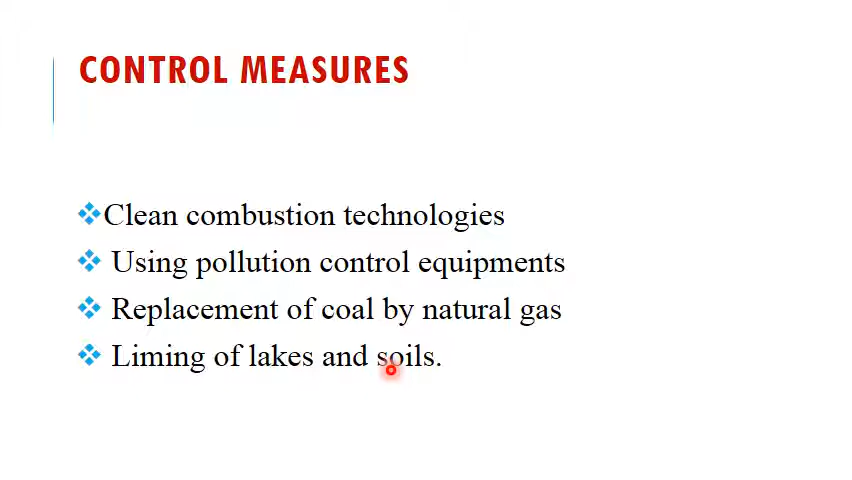 CONTROL MEASURES
Clean combustion technologies
Using pollution control equipments
Replacement of coal by natural gas
Liming of lakes and soils.